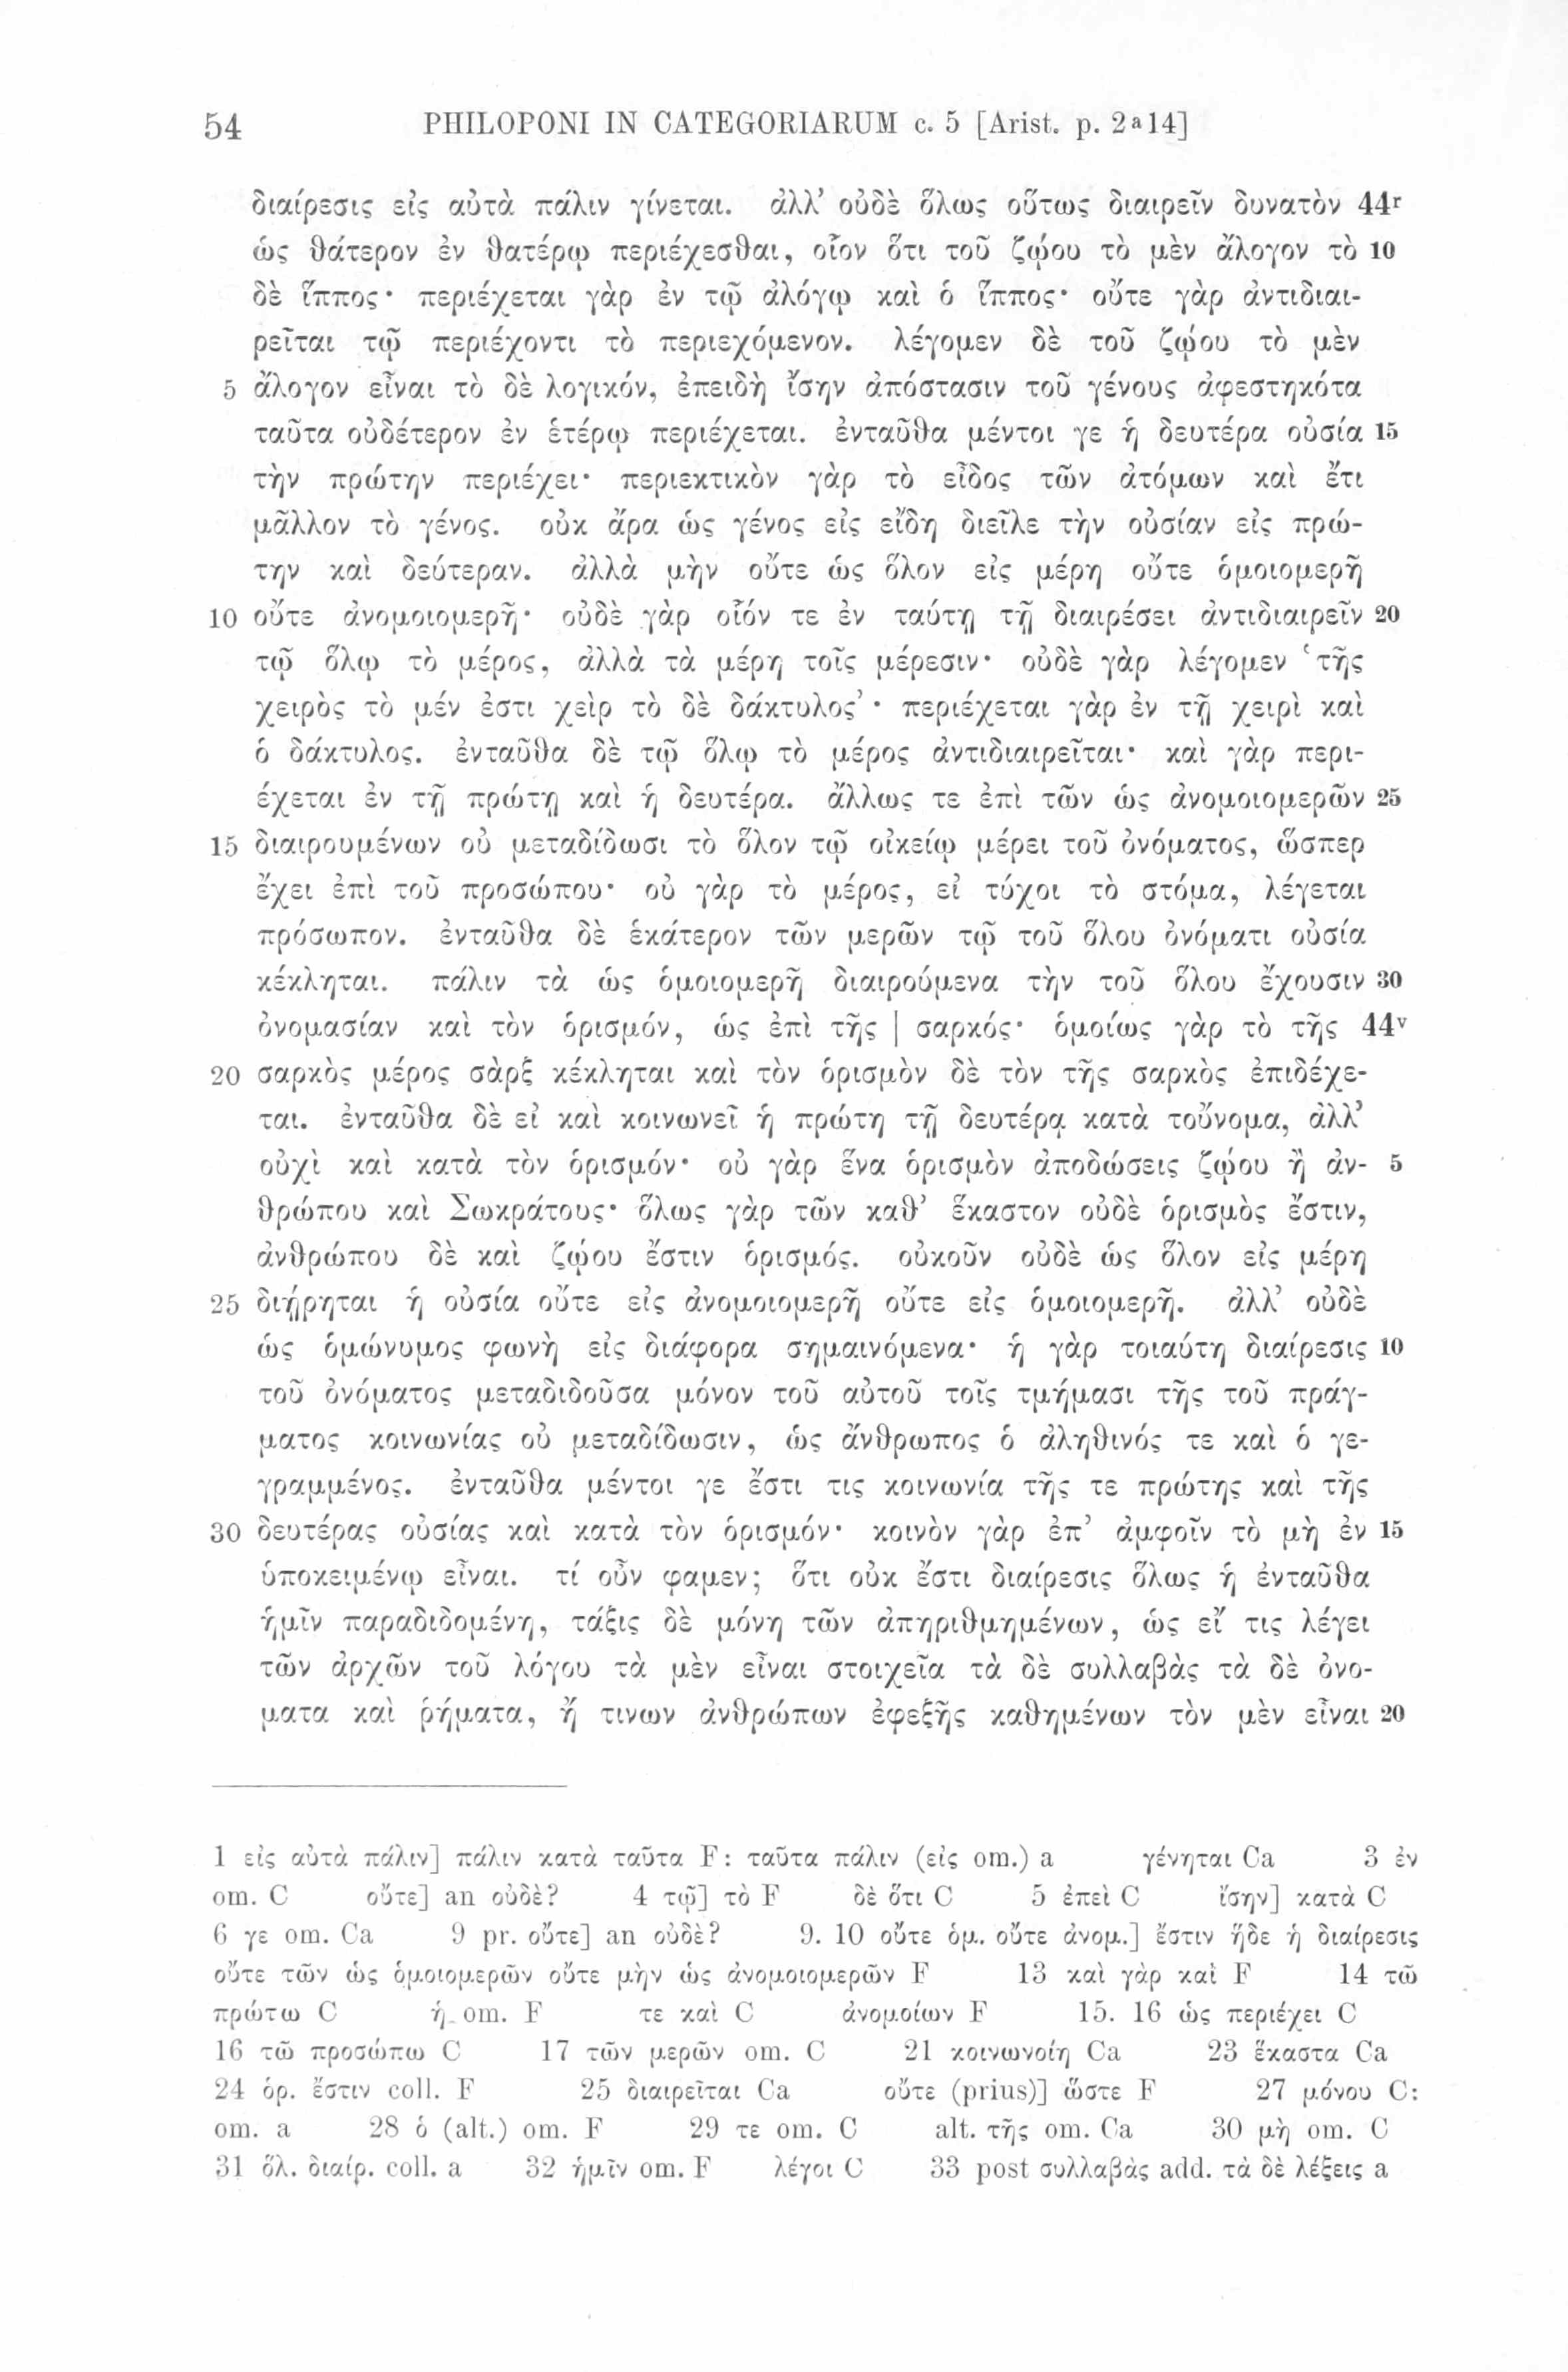 54 PHILOPONI IN CATEGORIARUM c. 5 [Arist. p. 2a14]
διαίρεσις εἰς αὐτὰ πάλιν γίνεται. ἀλλ’ οὐδὲ ὅλως οὕτως διαιρεῖν δυνατὸν 44r
ὡς θάτερον ἐν θατέρῳ περιέχεσθαι, οἷον ὅτι τοῦ ζῴου τὸ μὲν ἄλογον τὸ 10
δὲ ἵππος· περιέχεται γὰρ ἐν τῷ ἀλόγῳ καὶ ὁ ἵππος· οὔτε γὰρ ἀντιδιαι-
ρεῖται τῷ περιέχοντι τὸ περιεχόμενον. λέγομεν δὲ τοῦ ζῴου τὸ μὲν
5 ἄλογον εἶναι τὸ δὲ λογικόν, ἐπειδὴ ἴσην ἀπόστασιν τοῦ γένους ἀφεστηκότα
ταῦτα οὐδέτερον ἐν ἑτέρῳ περιέχεται. ἐνταῦθα μέντοι γε ἡ δευτέρα οὐσία 15
τὴν πρώτην περιέχει· περιεκτικὸν γὰρ τὸ εἶδος τῶν ἀτόμων καὶ ἔτι
μᾶλλον τὸ γένος. οὐκ ἄρα ὡς γένος εἰς εἴδη διεῖλε τὴν οὐσίαν εἰς πρώ-
την καὶ δεύτεραν. ἀλλὰ μὴν οὔτε ὡς ὅλον εἰς μέρη οὔτε ὁμοιομερῆ
10 οὔτε ἀνομοιομερῆ· οὐδὲ γὰρ οἷόν τε ἐν ταύτῃ τῇ διαιρέσει ἀντιδιαιρεῖν 20
τῷ ὅλῳ τὸ μέρος, ἀλλὰ τὰ μέρη τοῖς μέρεσιν· οὐδὲ γὰρ λέγομεν ‘τῆς
χειρὸς τὸ μέν ἐστι χεὶρ τὸ δὲ δάκτυλος’· περιέχεται γὰρ ἐν τῇ χειρὶ καὶ
ὁ δάκτυλος. ἐνταῦθα δὲ τῷ ὅλῳ τὸ μέρος ἀντιδιαιρεῖται· καὶ γὰρ περι-
έχεται ἐν τῇ πρώτῃ καὶ ἡ δευτέρα. ἄλλως τε ἐπὶ τῶν ὡς ἀνομοιομερῶν 25
15 διαιρουμένων οὐ μεταδίδωσι τὸ ὅλον τῷ οἰκείῳ μέρει τοῦ ὀνόματος, ὥσπερ
ἔχει ἐπὶ τοῦ προσώπου· οὐ γὰρ τὸ μέρος, εἰ τύχοι τὸ στόμα, λέγεται
πρόσωπον. ἐνταῦθα δὲ ἑκάτερον τῶν μερῶν τῷ τοῦ ὅλου ὀνόματι οὐσία
κέκληται. πάλιν τὰ ὡς ὁμοιομερῆ διαιρούμενα τὴν τοῦ ὅλου ἔχουσιν 30
ὀνομασίαν καὶ τὸν ὁρισμόν, ὡς ἐπὶ τῆς | σαρκός· ὁμοίως γὰρ τὸ τῆς 44v
20 σαρκὸς μέρος σὰρξ κέκληται καὶ τὸν ὁρισμὸν δὲ τὸν τῆς σαρκὸς ἐπιδέχε-
ται. ἐνταῦθα δὲ εἰ καὶ κοινωνεῖ ἡ πρώτη τῇ δευτέρᾳ κατὰ τοὔνομα, ἀλλ’
οὐχὶ καὶ κατὰ τὸν ὁρισμόν· οὐ γὰρ ἕνα ὁρισμὸν ἀποδώσεις ζῴου ἢ ἀν- 5
θρώπου καὶ Σωκράτους· ὅλως γὰρ τῶν καθ’ ἕκαστον οὐδὲ ὁρισμὸς ἔστιν,
ἀνθρώπου δὲ καὶ ζῴου ἔστιν ὁρισμός. οὐκοῦν οὐδὲ ὡς ὅλον εἰς μέρη
25 διῄρηται ἡ οὐσία οὔτε εἰς ἀνομοιομερῆ οὔτε εἰς ὁμοιομερῆ. ἀλλ’ οὐδὲ
ὡς ὁμώνυμος φωνὴ εἰς διάφορα σημαινόμενα· ἡ γὰρ τοιαύτη διαίρεσις 10
τοῦ ὀνόματος μεταδιδοῦσα μόνον τοῦ αὐτοῦ τοῖς τμήμασι τῆς τοῦ πράγ-
ματος κοινωνίας οὐ μεταδίδωσιν, ὡς ἄνθρωπος ὁ ἀληθινός τε καὶ ὁ γε-
γραμμένος. ἐνταῦθα μέντοι γε ἔστι τις κοινωνία τῆς τε πρώτης καὶ τῆς
30 δευτέρας οὐσίας καὶ κατὰ τὸν ὁρισμόν· κοινὸν γὰρ ἐπ’ ἀμφοῖν τὸ μὴ ἐν 15
ὑποκειμένῳ εἶναι. τί οὖν φαμεν; ὅτι οὐκ ἔστι διαίρεσις ὅλως ἡ ἐνταῦθα
ἡμῖν παραδιδομένη, τάξις δὲ μόνη τῶν ἀπηριθμημένων, ὡς εἴ τις λέγει
τῶν ἀρχῶν τοῦ λόγου τὰ μὲν εἶναι στοιχεῖα τὰ δὲ συλλαβὰς τὰ δὲ ὀνό-
ματα καὶ ῥήματα, ἤ τινων ἀνθρώπων ἐφεξῆς καθημένων τὸν μὲν εἶναι 20
1 εἰς αὐτὰ πάλιν] πάλιν κατὰ ταῦτα F: ταῦτα πάλιν (εἰς om.) a γένηται Ca 3 ἐν
om. C οὔτε] an οὐδὲ? 4 τῷ] τὸ F δὲ ὅτι C 5 ἐπεὶ C ἴσην] κατὰ C
6 γε om. Ca 9 pr. οὔτε] an οὐδὲ? 9. 10 οὔτε ὁμ. οὔτε ἀνομ.] ἔστιν ἥδε ἡ διαίρεσις
οὔτε τῶν ὡς ὁμοιομερῶν οὔτε μὴν ὡς ἀνομοιομερῶν F 13 καὶ γὰρ καὶ F 14 τῶ
πρώτω C ἡ om. F τε καὶ C ἀνομοίων F 15. 16 ὡς περιέχει C
16 τῶ προσώπω C 17 τῶν μερῶν om. C 21 κοινωνοίη Ca 23 ἕκαστα Ca
24 ὁρ. ἔστιν coll. F 25 διαιρεῖται Ca οὔτε (prius)] ὥστε F 27 μόνου C:
om. a 28 ὁ (alt.) om. F 29 τε om. C alt. τῆς om. Ca 30 μὴ om. C
31 ὅλ. διαίρ. coll. a 32 ἡμῖν om. F λέγοι C 33 post συλλαβὰς add. τὰ δὲ λέξεις a